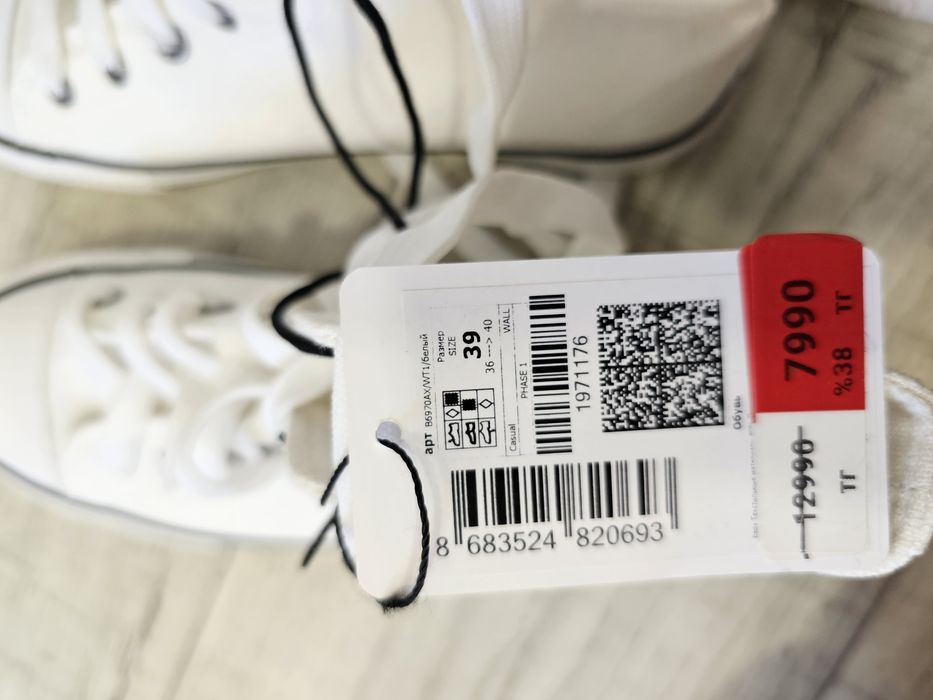 арт B6970AX/WT1/белый
Размер
SIZE
39
36 ---> 40
Casual
PHASE 1
WALL
1971176
8 683524 820693
Обувь
7990
тг
%38
12990
тг